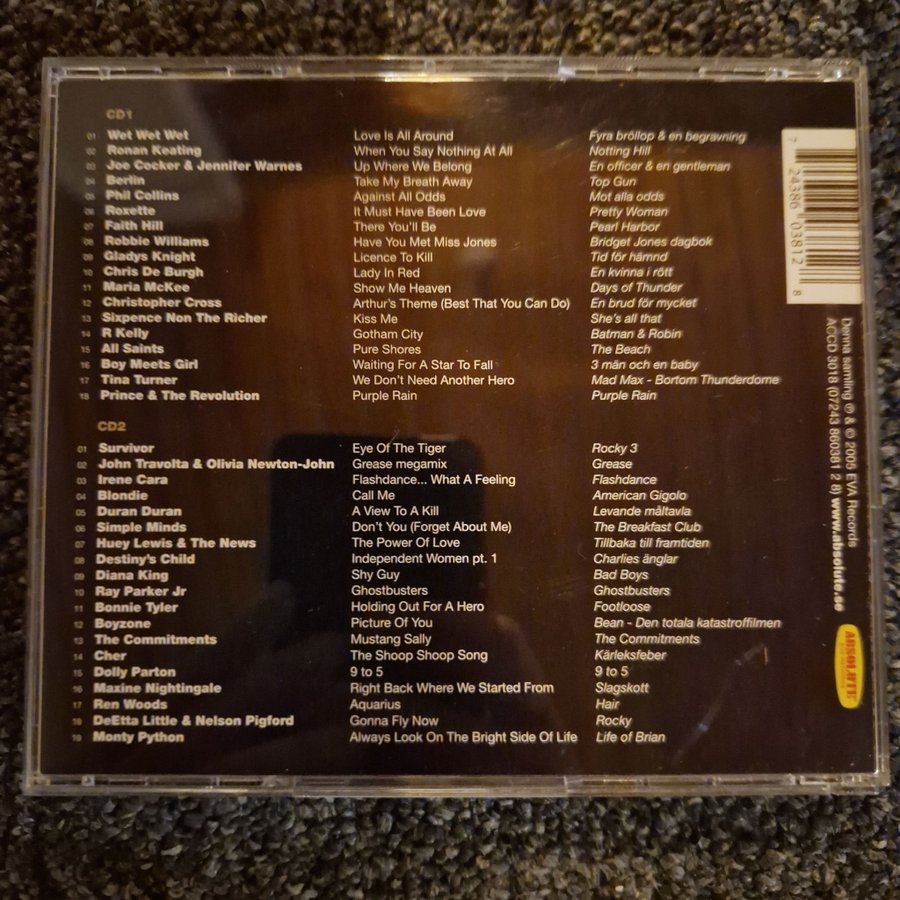 CD1
01 Wet Wet Wet Love Is All Around Fyra bröllop & en begravning
02 Ronan Keating When You Say Nothing At All Notting Hill
03 Joe Cocker & Jennifer Warnes Up Where We Belong En officer & en gentleman
04 Berlin Take My Breath Away Top Gun
05 Phil Collins Against All Odds Mot alla odds
06 Roxette It Must Have Been Love Pretty Woman
07 Faith Hill There You'll Be Pearl Harbor
08 Robbie Williams Have You Met Miss Jones Bridget Jones dagbok
09 Gladys Knight Licence To Kill Tid för hämnd
10 Chris De Burgh Lady In Red En kvinna i rött
11 Maria McKee Show Me Heaven Days of Thunder
12 Christopher Cross Arthur's Theme (Best That You Can Do) En brud för mycket
13 Sixpence Non The Richer Kiss Me She's all that
14 R Kelly Gotham City Batman & Robin
15 All Saints Pure Shores The Beach
16 Boy Meets Girl Waiting For A Star To Fall 3 män och en baby
17 Tina Turner We Don't Need Another Hero Mad Max - Bortom Thunderdome
18 Prince & The Revolution Purple Rain Purple Rain
CD2
01 Survivor Eye Of The Tiger Rocky 3
02 John Travolta & Olivia Newton-John Grease megamix Grease
03 Irene Cara Flashdance... What A Feeling Flashdance
04 Blondie Call Me American Gigolo
05 Duran Duran A View To A Kill Levande måltavla
06 Simple Minds Don't You (Forget About Me) The Breakfast Club
07 Huey Lewis & The News The Power Of Love Tillbaka till framtiden
08 Destiny's Child Independent Women pt. 1 Charlies änglar
09 Diana King Shy Guy Bad Boys
10 Ray Parker Jr Ghostbusters Ghostbusters
11 Bonnie Tyler Holding Out For A Hero Footloose
12 Boyzone Picture Of You Bean - Den totala katastroffilmen
13 The Commitments Mustang Sally The Commitments
14 Cher The Shoop Shoop Song Kärleksfeber
15 Dolly Parton 9 to 5 9 to 5
16 Maxine Nightingale Right Back Where We Started From Slagskott
17 Ren Woods Aquarius Hair
18 DeEtta Little & Nelson Pigford Gonna Fly Now Rocky
19 Monty Python Always Look On The Bright Side Of Life Life of Brian
7 24386 03812 8
Denna samling ℗ & © 2005 EVA Records
ACCD 3018 (07243 860381 2 8) www.absolute.se
ABSOLUTE